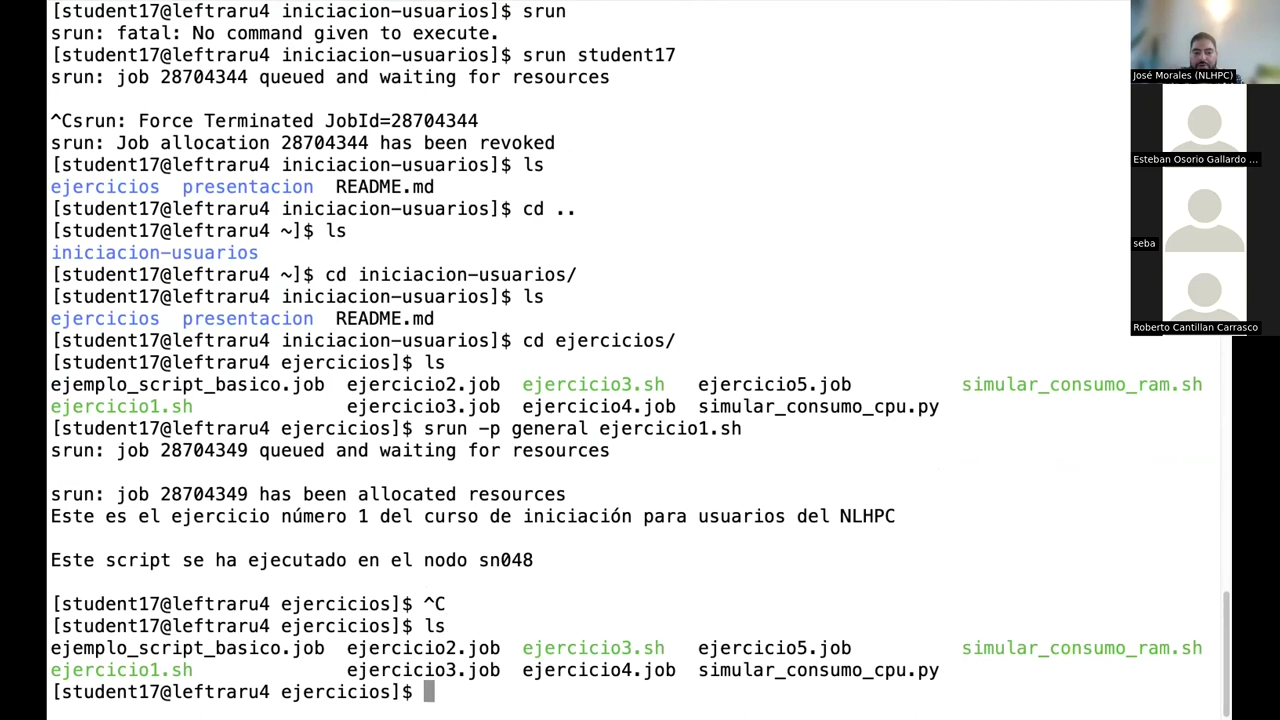 [student17@leftraru4 iniciacion-usuarios]$ srun
srun: fatal: No command given to execute.
[student17@leftraru4 iniciacion-usuarios]$ srun student17
srun: job 28704344 queued and waiting for resources
^Csrun: Force Terminated JobId=28704344
srun: Job allocation 28704344 has been revoked
[student17@leftraru4 iniciacion-usuarios]$ ls
ejercicios  presentacion  README.md
[student17@leftraru4 iniciacion-usuarios]$ cd ..
[student17@leftraru4 ~]$ ls
iniciacion-usuarios
[student17@leftraru4 ~]$ cd iniciacion-usuarios/
[student17@leftraru4 iniciacion-usuarios]$ ls
ejercicios  presentacion  README.md
[student17@leftraru4 iniciacion-usuarios]$ cd ejercicios/
[student17@leftraru4 ejercicios]$ ls
ejemplo_script_basico.job  ejercicio2.job  ejercicio3.sh  ejercicio5.job  simular_consumo_ram.sh
ejercicio1.sh  ejercicio3.job  ejercicio4.job  simular_consumo_cpu.py
[student17@leftraru4 ejercicios]$ srun -p general ejercicio1.sh
srun: job 28704349 queued and waiting for resources
srun: job 28704349 has been allocated resources
Este es el ejercicio número 1 del curso de iniciación para usuarios del NLHPC
Este script se ha ejecutado en el nodo sn048
[student17@leftraru4 ejercicios]$ ^C
[student17@leftraru4 ejercicios]$ ls
ejemplo_script_basico.job  ejercicio2.job  ejercicio3.sh  ejercicio5.job  simular_consumo_ram.sh
ejercicio1.sh  ejercicio3.job  ejercicio4.job  simular_consumo_cpu.py
[student17@leftraru4 ejercicios]$
José Morales (NLHPC)
Esteban Osorio Gallardo ...
seba
Roberto Cantillan Carrasco